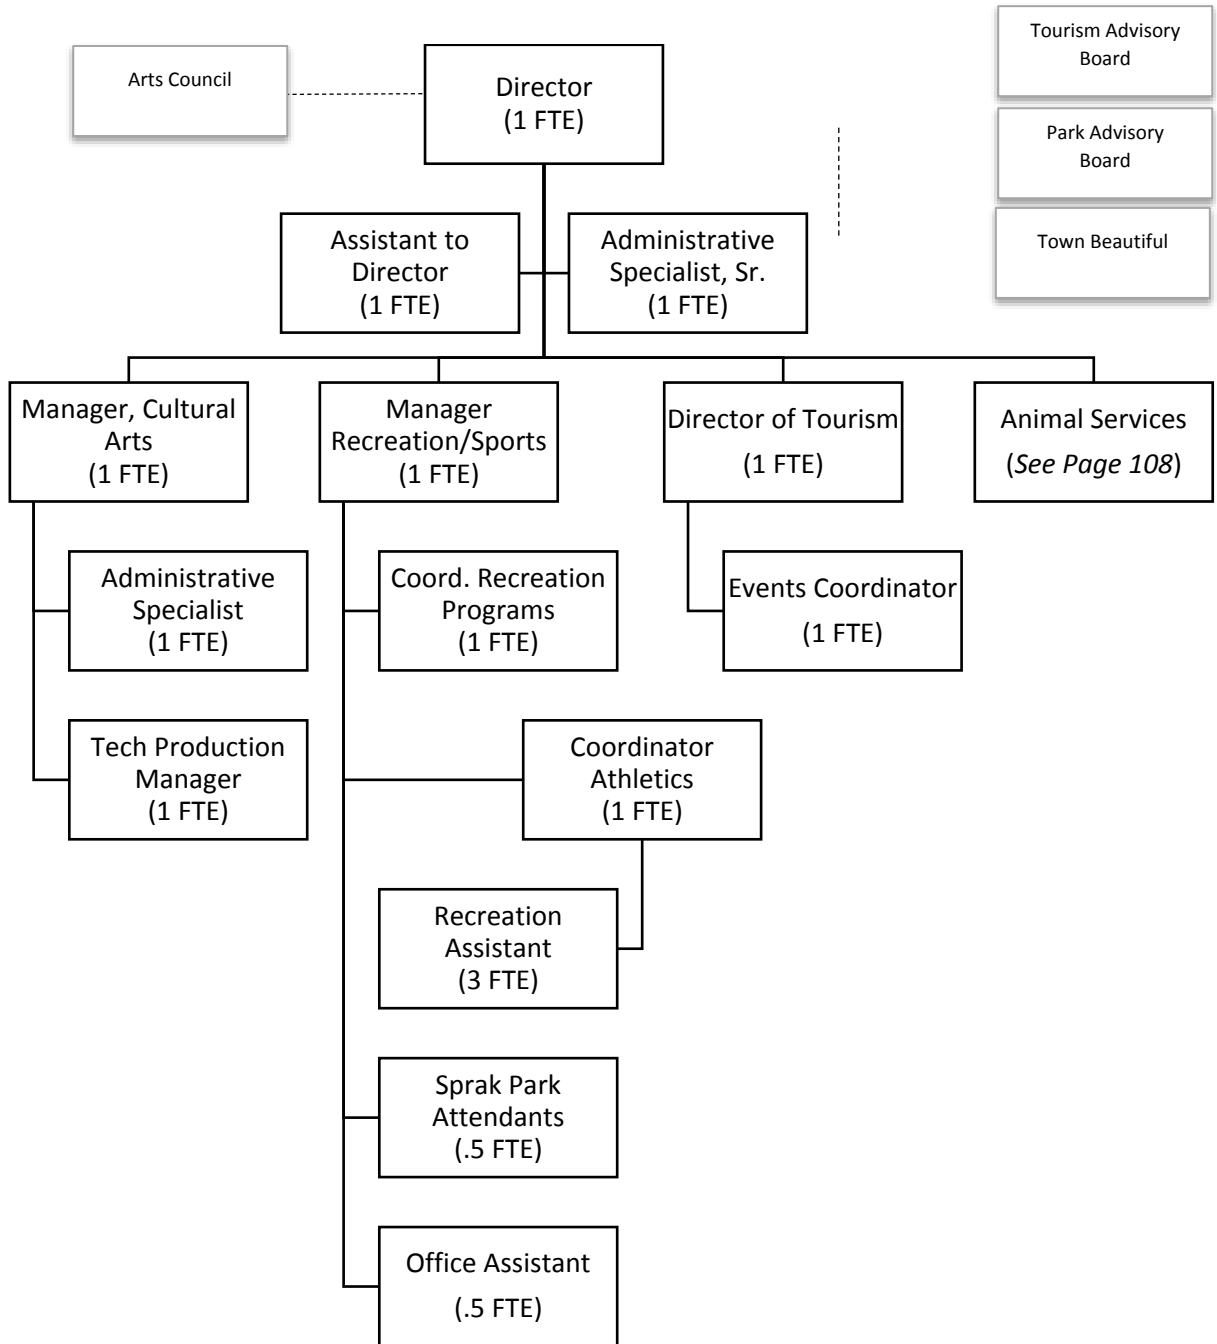 Arts Council
Director
(1 FTE)
Tourism Advisory
Board
Park Advisory
Board
Town Beautiful
Assistant to
Director
(1 FTE)
Administrative
Specialist, Sr.
(1 FTE)
Manager, Cultural
Arts
(1 FTE)
Manager
Recreation/Sports
(1 FTE)
Director of Tourism
(1 FTE)
Animal Services
(See Page 108)
Administrative
Specialist
(1 FTE)
Coord. Recreation
Programs
(1 FTE)
Events Coordinator
(1 FTE)
Tech Production
Manager
(1 FTE)
Coordinator
Athletics
(1 FTE)
Recreation
Assistant
(3 FTE)
Sprak Park
Attendants
(.5 FTE)
Office Assistant
(.5 FTE)